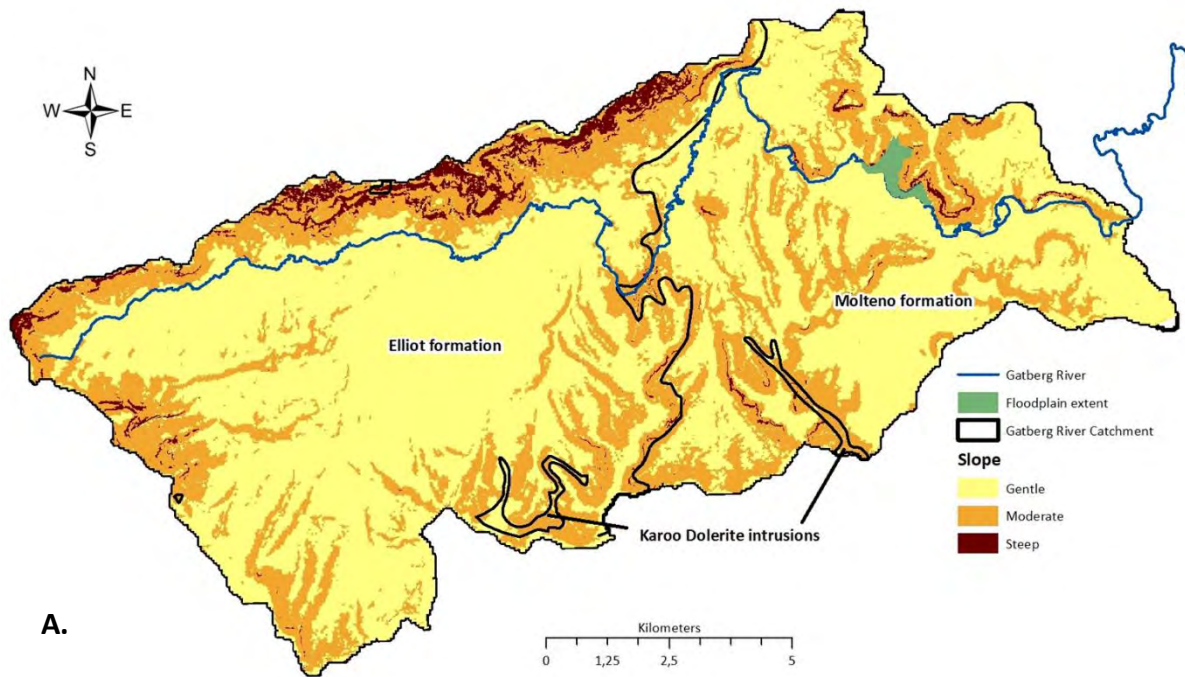 N
W E
S
Elliot formation
Molteno formation
Karoo Dolerite intrusions
Gatberg River
Floodplain extent
Gatberg River Catchment
Slope
Gentle
Moderate
Steep
A.
Kilometers
0 1,25 2,5 5